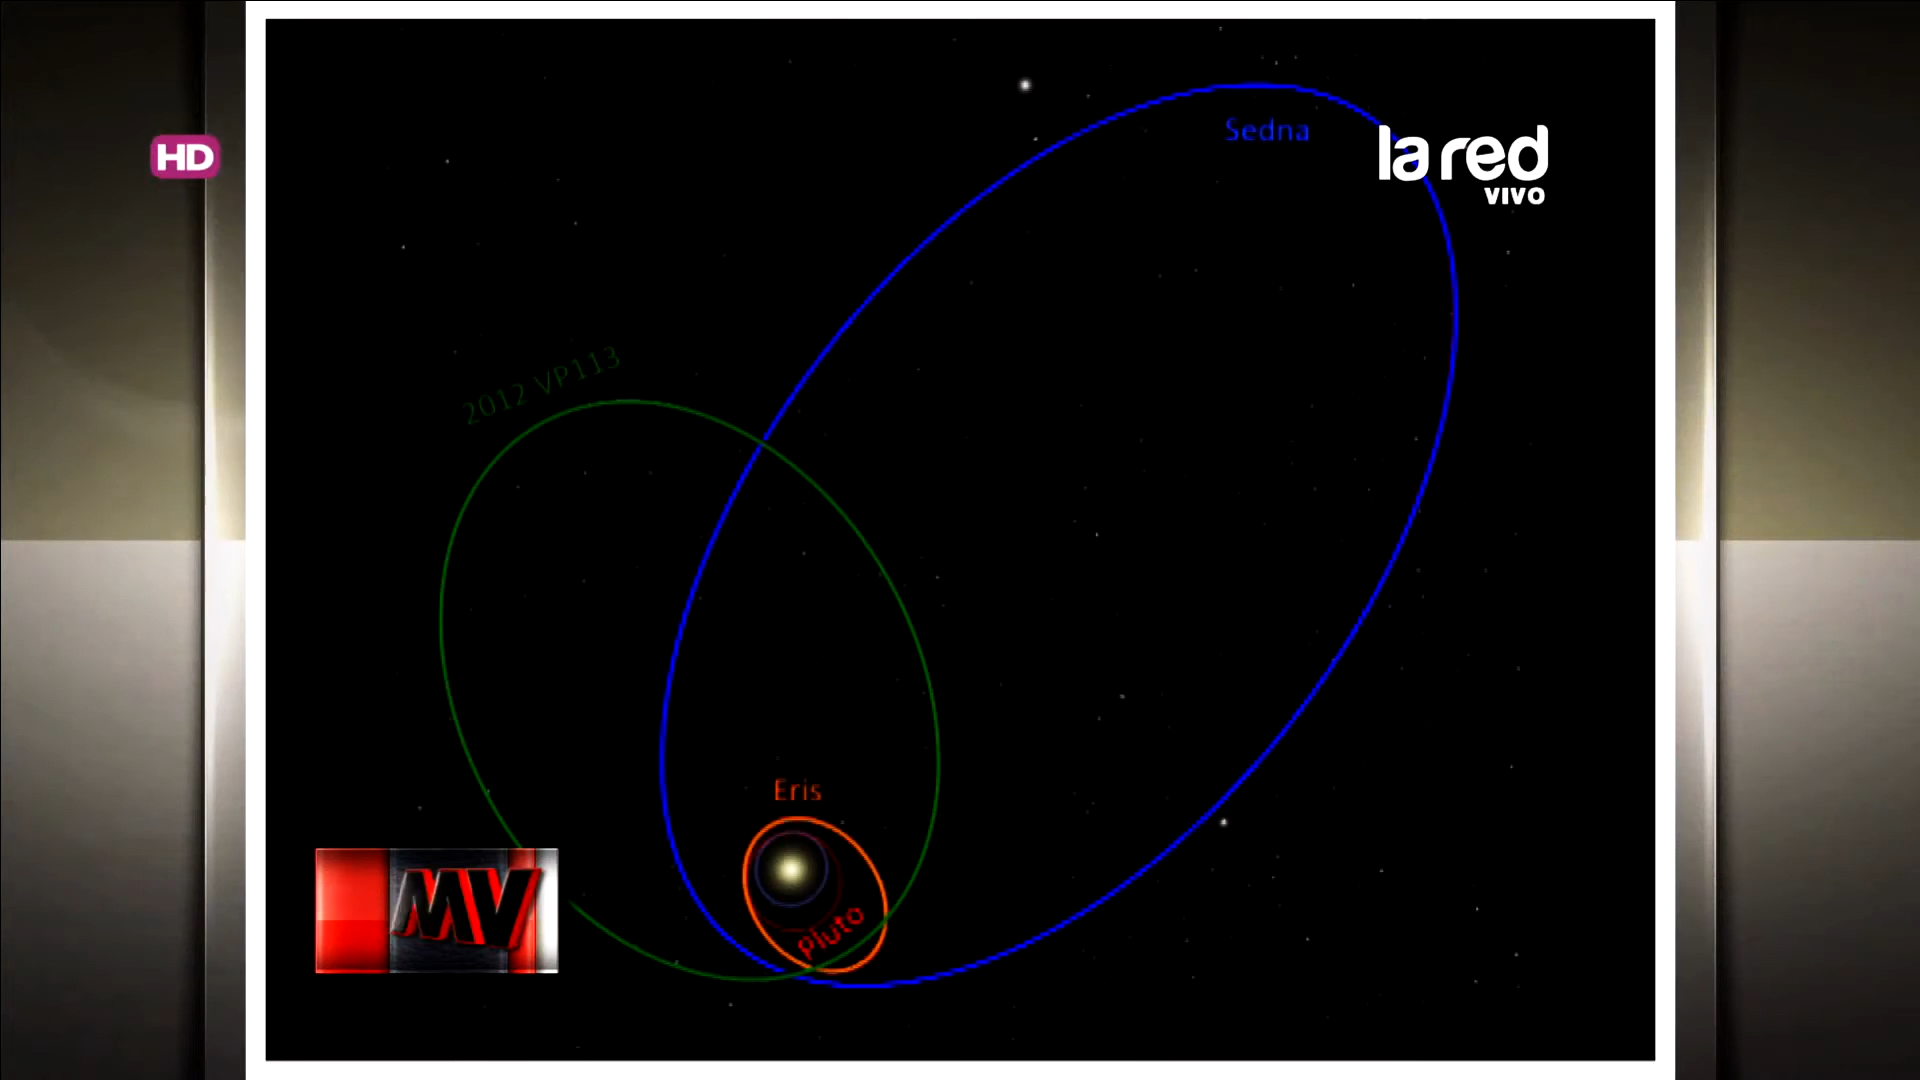 HD
Sedna
la red
VIVO
2012 VP113
Eris
pluto
MV